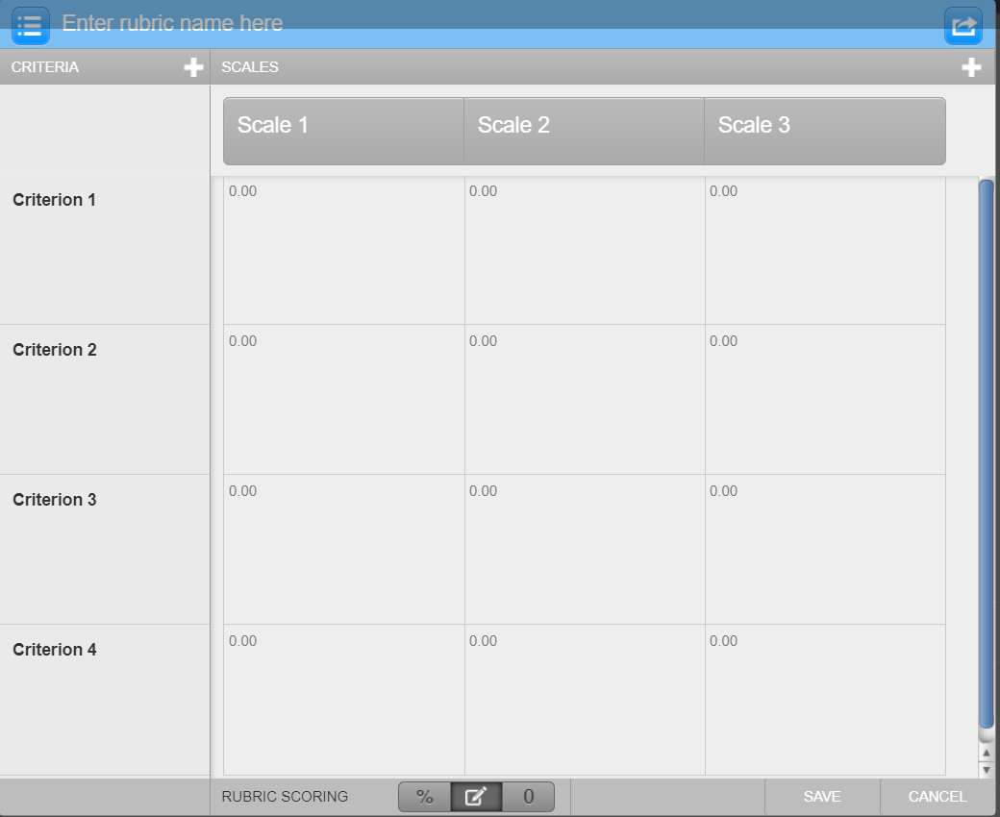 Enter rubric name here
CRITERIA
SCALES
Scale 1
Scale 2
Scale 3
Criterion 1
0.00
0.00
0.00
Criterion 2
0.00
0.00
0.00
Criterion 3
0.00
0.00
0.00
Criterion 4
0.00
0.00
0.00
RUBRIC SCORING
%
0
SAVE
CANCEL